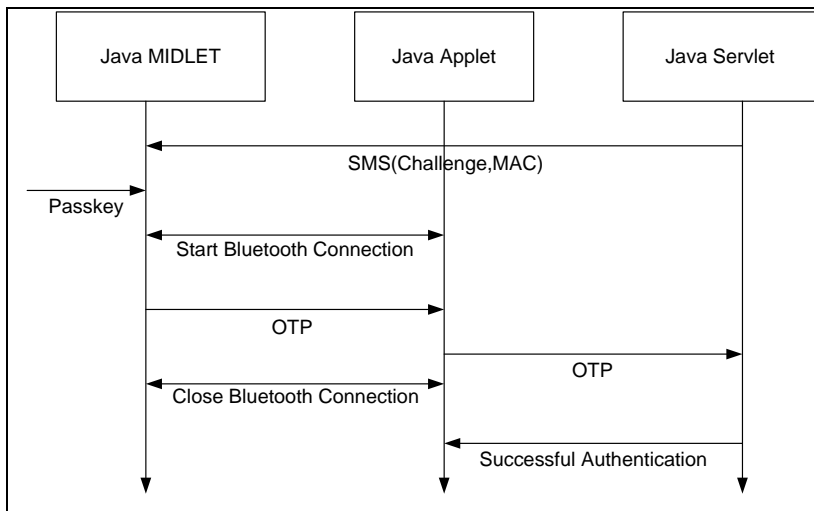 Java MIDLET
Java Applet
Java Servlet
SMS(Challenge,MAC)
Passkey
Start Bluetooth Connection
OTP
OTP
Close Bluetooth Connection
Successful Authentication